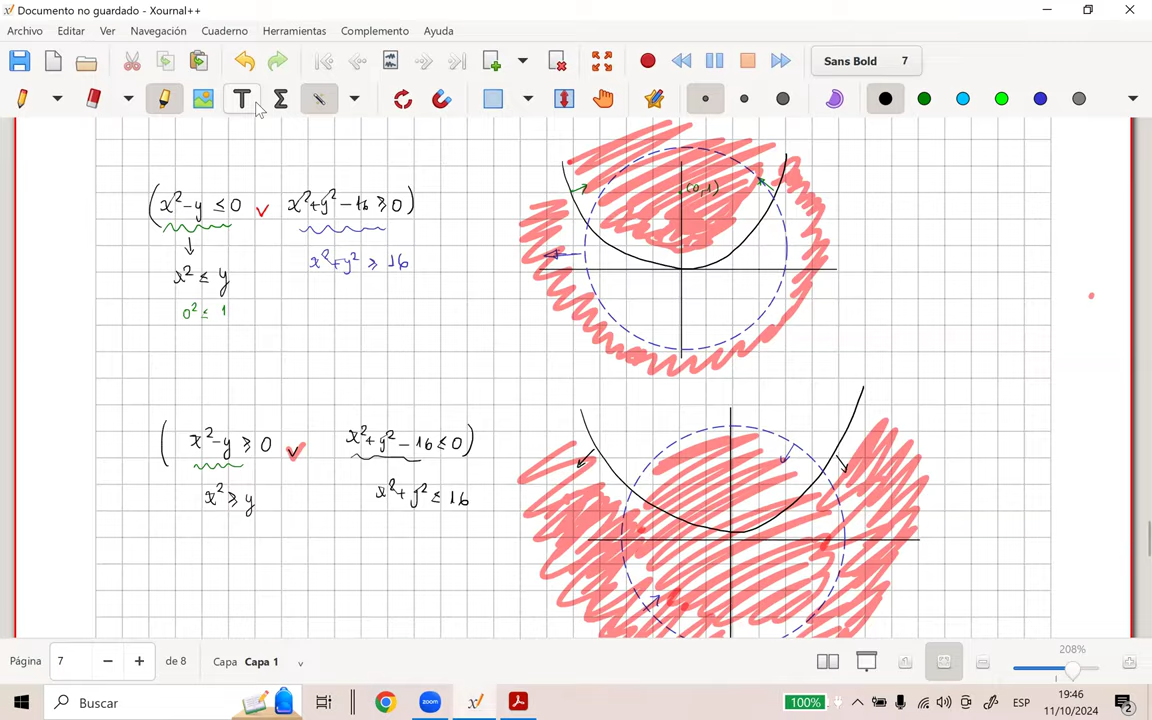 Documento no guardado - Xournal++
Archivo Editar Ver Navegación Cuaderno Herramientas Complemento Ayuda
Sans Bold 7
(x²-y ≤ 0 v x²+y²-16 ≥ 0)
x² ≤ y
x²+y² ≥ 16
0² ≤ 1
(0,1)
(x²-y ≥ 0 v x²+y²-16 ≤ 0)
x² ≥ y
x²+y² ≤ 16
Página 7 de 8 Capa Capa 1
208%
Buscar
100%
ESP
19:46
11/10/2024
2